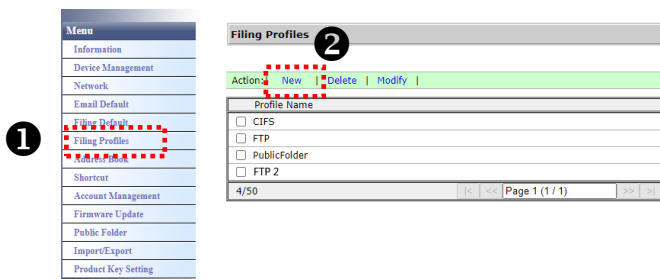 Menu
Information
Device Management
Network
Email Default
Filing Default
Filing Profiles
Address Book
Shortcut
Account Management
Firmware Update
Public Folder
Import/Export
Product Key Setting
1
Filing Profiles
2
Action: New | Delete | Modify |
Profile Name
CIFS
FTP
PublicFolder
FTP 2
4/50 |< << Page 1 (1 / 1) >> >|